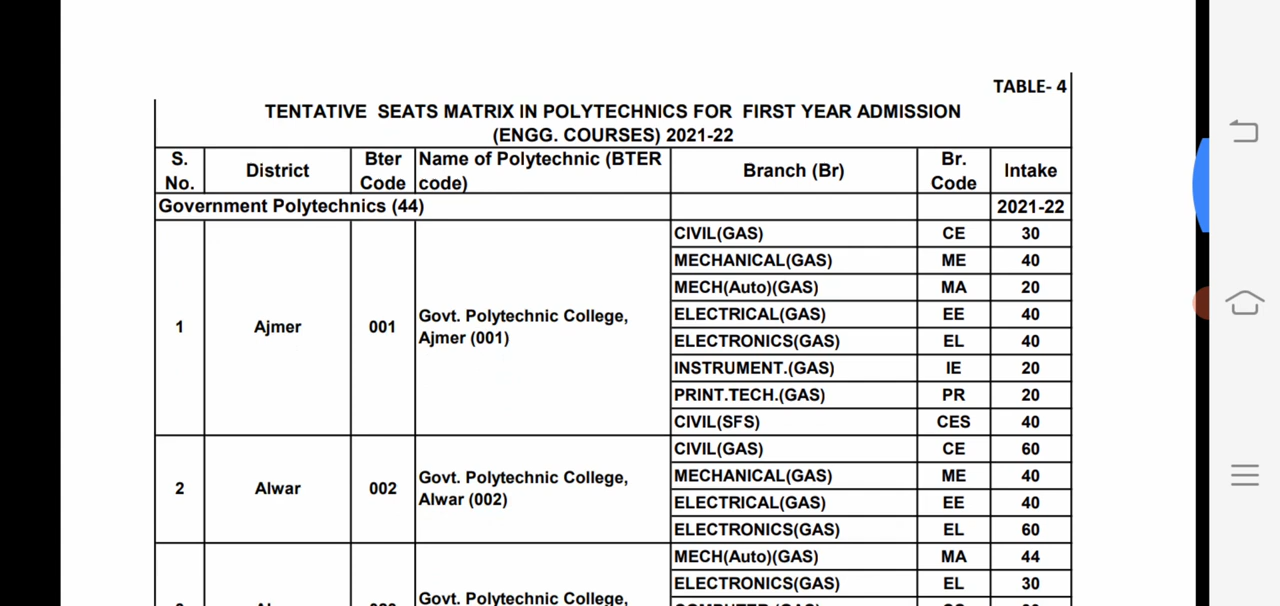 TABLE- 4
TENTATIVE SEATS MATRIX IN POLYTECHNICS FOR FIRST YEAR ADMISSION
(ENGG. COURSES) 2021-22
S. No. District Bter Code Name of Polytechnic (BTER code) Branch (Br) Br. Code Intake
Government Polytechnics (44) 2021-22
1 Ajmer 001 Govt. Polytechnic College, Ajmer (001)
CIVIL(GAS) CE 30
MECHANICAL(GAS) ME 40
MECH(Auto)(GAS) MA 20
ELECTRICAL(GAS) EE 40
ELECTRONICS(GAS) EL 40
INSTRUMENT.(GAS) IE 20
PRINT.TECH.(GAS) PR 20
CIVIL(SFS) CES 40
2 Alwar 002 Govt. Polytechnic College, Alwar (002)
CIVIL(GAS) CE 60
MECHANICAL(GAS) ME 40
ELECTRICAL(GAS) EE 40
ELECTRONICS(GAS) EL 60
MECH(Auto)(GAS) MA 44
ELECTRONICS(GAS) EL 30
Govt. Polytechnic College,